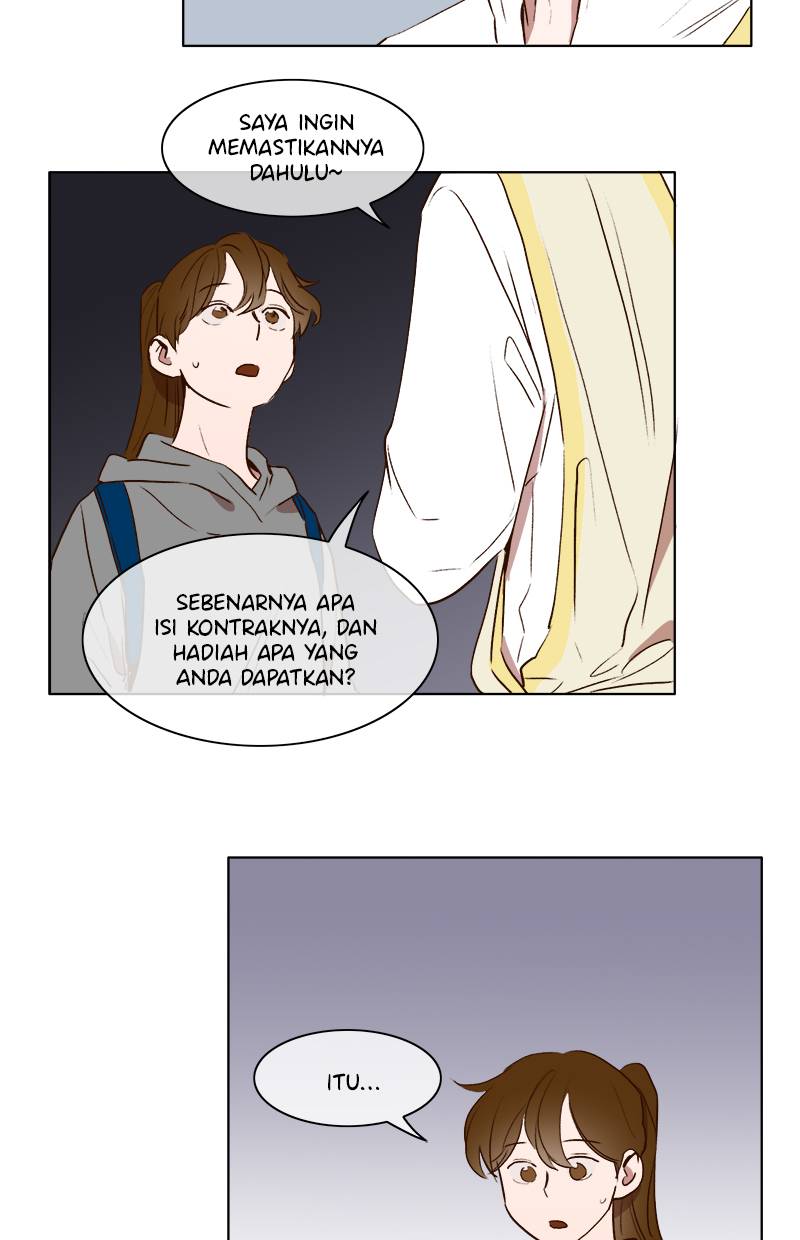 SAYA INGIN
MEMASTIKANNYA
DAHULU~
SEBENARNYA APA
ISI KONTRAKNYA, DAN
HADIAH APA YANG
ANDA DAPATKAN?
ITU...